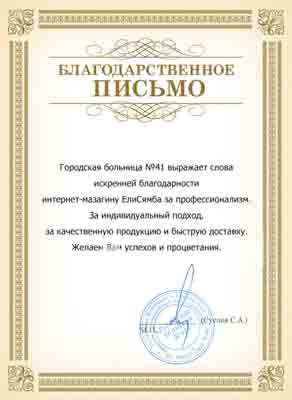 БЛАГОДАРСТВЕННОЕ
ПИСЬМО
Городская больница №41 выражает слова
искренней благодарности
интернет-мазагину ЕлиСямба за профессионализм.
За индивидуальный подход,
за качественную продукцию и быструю доставку.
Желаем Вам успехов и процветания.
(Суслин С.А.)